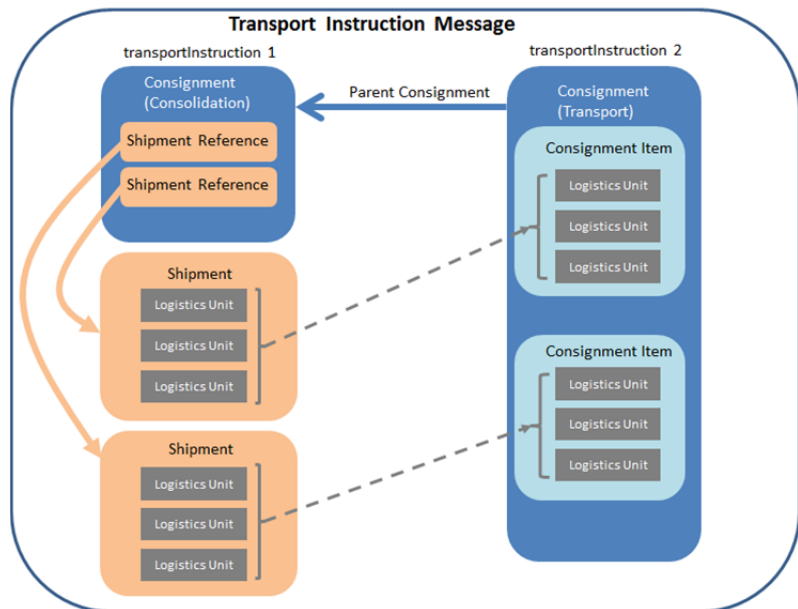 Transport Instruction Message
transportInstruction 1
Consignment
(Consolidation)
Shipment Reference
Shipment Reference
Shipment
Logistics Unit
Logistics Unit
Logistics Unit
Shipment
Logistics Unit
Logistics Unit
Logistics Unit
Parent Consignment
transportInstruction 2
Consignment
(Transport)
Consignment Item
Logistics Unit
Logistics Unit
Logistics Unit
Consignment Item
Logistics Unit
Logistics Unit
Logistics Unit